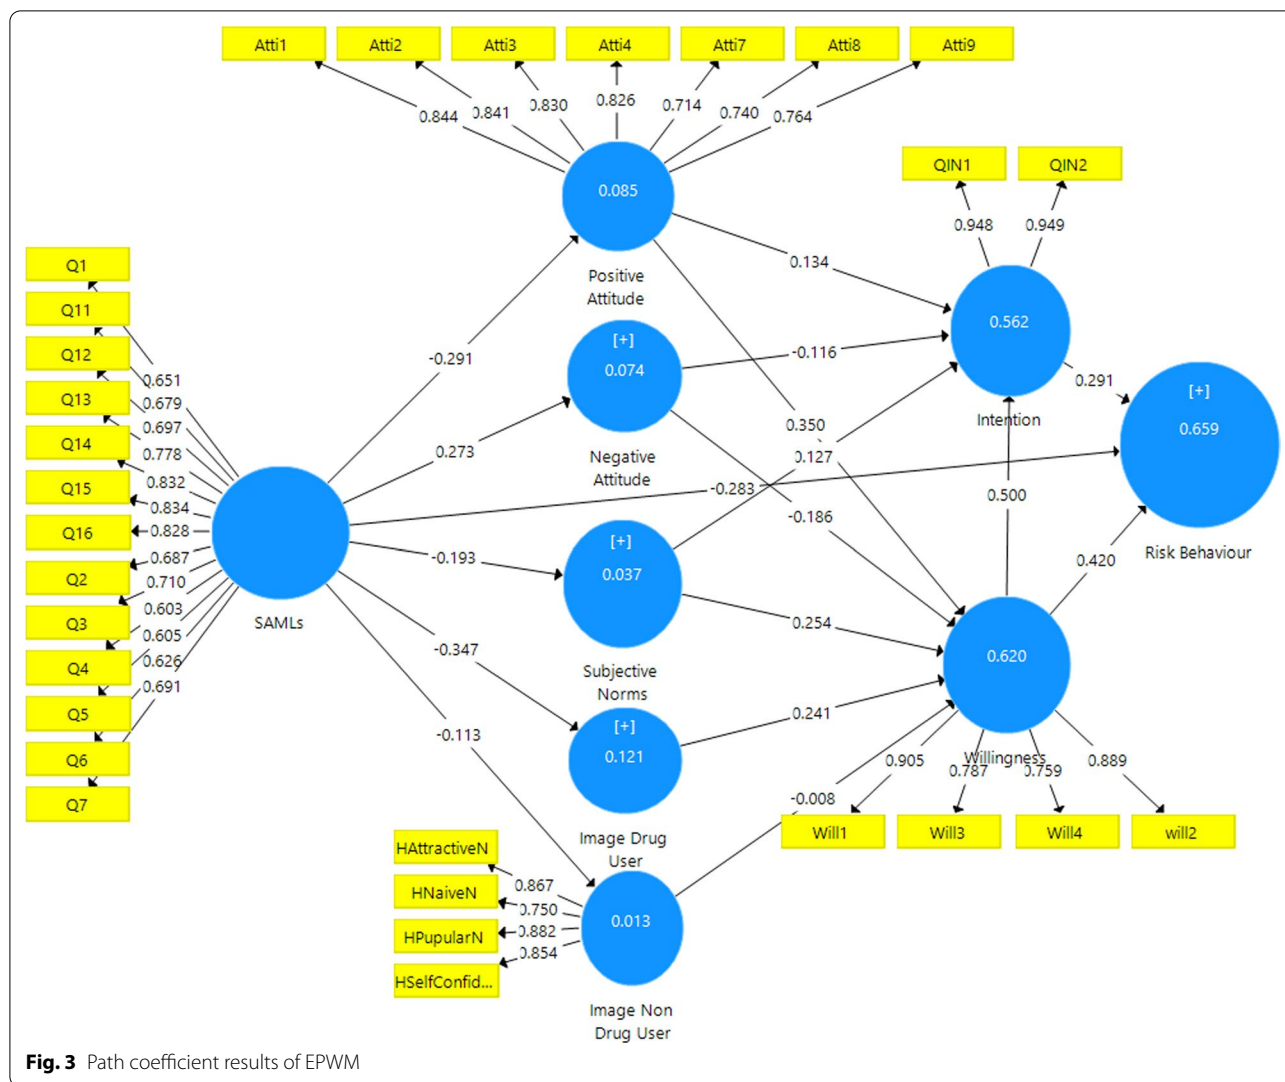 Atti1 Atti2 Atti3 Atti4 Atti7 Atti8 Atti9
0.844 0.841 0.830 0.826 0.714 0.740 0.764
0.085
Positive
Attitude
QIN1 QIN2
0.948 0.949
0.134
0.562
Intention
Q1
Q11
Q12
Q13
Q14
Q15
Q16
Q2
Q3
Q4
Q5
Q6
Q7
0.651
0.679
0.697
0.778
0.832
0.834
0.828
0.687
0.710
0.603
0.605
0.626
0.691
SAMLs
-0.291
0.273
-0.193
-0.347
-0.113
-0.283
[+]
0.074
Negative
Attitude
-0.116
0.350
0.127
-0.186
0.291
[+]
0.659
Risk Behaviour
0.500
0.420
[+]
0.037
Subjective
Norms
0.254
0.620
Willingness
[+]
0.121
Image Drug
User
0.241
-0.008
0.905 0.787 0.759 0.889
Will1 Will3 Will4 will2
HAttractiveN
HNaiveN
HPupularN
HSelfConfid...
0.867
0.750
0.882
0.854
0.013
Image Non
Drug User
Fig. 3 Path coefficient results of EPWM